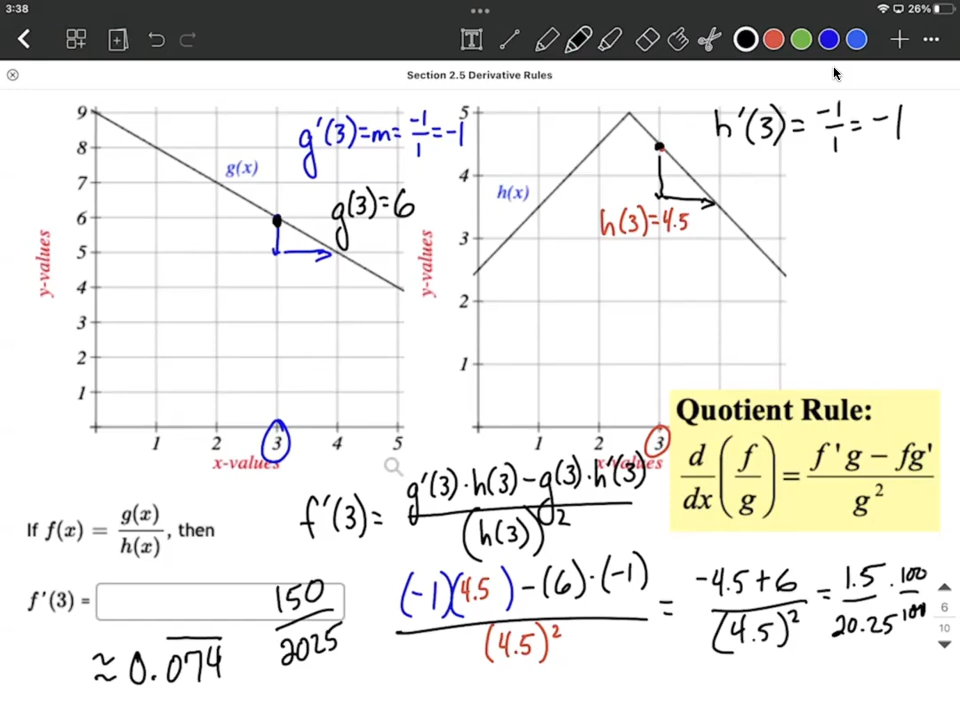 3:38
26%
T
Section 2.5 Derivative Rules
9
8
7
6
5
4
3
2
1
1
2
3
4
5
y-values
x-values
g(x)
g'(3)=m= -1/1 = -1
g(3)=6
5
4
3
2
1
1
2
3
y-values
x-values
h(x)
h(3)=4.5
h'(3) = -1/1 = -1
Quotient Rule:
d/dx (f/g) = (f'g - fg')/g²
If f(x) = g(x)/h(x), then
f'(3) = (g'(3)·h(3) - g(3)·h'(3))/(h(3))²
f'(3) =
150/2025
((-1)(4.5) - (6)·(-1))/(4.5)² = (-4.5+6)/(4.5)² = 1.5/20.25 · 100/100
≈ 0.0̅7̅4̅
6
10